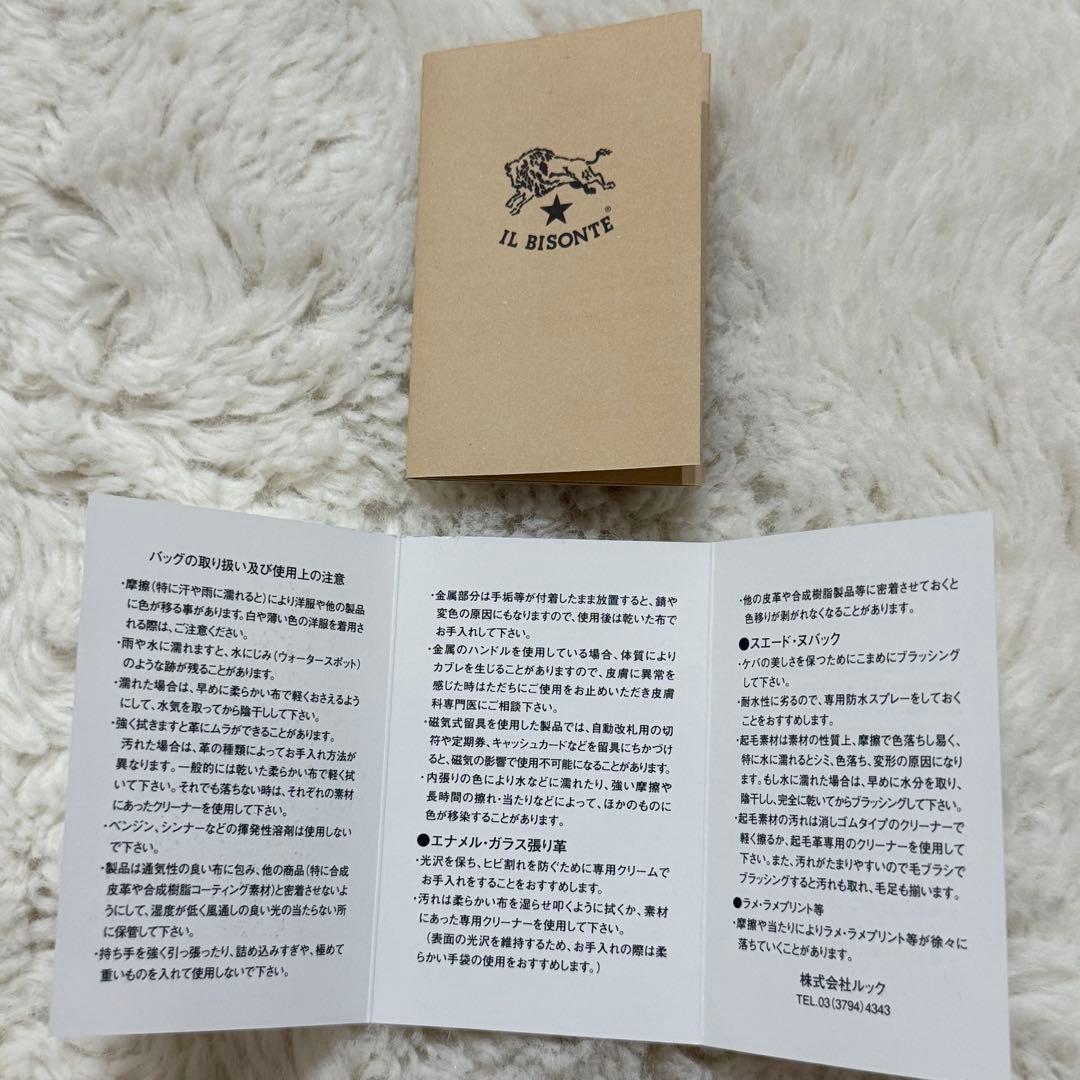 IL BISONTE®
バッグの取り扱い及び使用上の注意
・摩擦(特に汗や雨に濡れると)により洋服や他の製品
に色が移る事があります。白や薄い色の洋服を着用さ
れる際は、ご注意ください。
・雨や水に濡れますと、水にじみ(ウォータースポット)
のような跡が残ることがあります。
・濡れた場合は、早めに柔らかい布で軽くおさえるよう
にして、水気を取ってから陰干しして下さい。
・強く拭きますと革にムラができることがあります。
汚れた場合は、革の種類によってお手入れ方法が
異なります。一般的には乾いた柔らかい布で軽く拭
いて下さい。それでも落ちない時は、それぞれの素材
にあったクリーナーを使用して下さい。
・ベンジン、シンナーなどの揮発性溶剤は使用しない
で下さい。
・製品は通気性の良い布に包み、他の商品(特に合成
皮革や合成樹脂コーティング素材)と密着させないよ
うにして、湿度が低く風通しの良い光の当たらない所
に保管して下さい。
・持ち手を強く引っ張ったり、詰め込みすぎや、極めて
重いものを入れて使用しないで下さい。
・金属部分は手垢等が付着したまま放置すると、錆や
変色の原因にもなりますので、使用後は乾いた布で
お手入れして下さい。
・金属のハンドルを使用している場合、体質により
カブレを生じることがありますので、皮膚に異常を
感じた時はただちにご使用をお止めいただき皮膚
科専門医にご相談下さい。
・磁気式留具を使用した製品では、自動改札用の切
符や定期券、キャッシュカードなどを留具にちかづけ
ると、磁気の影響で使用不可能になることがあります。
・内張りの色により水などに濡れたり、強い摩擦や
長時間の擦れ・当たりなどによって、ほかのものに
色が移染することがあります。
●エナメル・ガラス張り革
・光沢を保ち、ヒビ割れを防ぐために専用クリームで
お手入れをすることをおすすめします。
・汚れは柔らかい布を湿らせ叩くように拭くか、素材
にあった専用クリーナーを使用して下さい。
(表面の光沢を維持するため、お手入れの際は柔
らかい手袋の使用をおすすめします。)
・他の皮革や合成樹脂製品等に密着させておくと
色移りが剥がれなくなることがあります。
●スエード・ヌバック
・ケバの美しさを保つためにこまめにブラッシング
して下さい。
・耐水性に劣るので、専用防水スプレーをしておく
ことをおすすめします。
・起毛素材は素材の性質上、摩擦で色落ちし易く、
特に水に濡れるとシミ、色落ち、変形の原因になり
ます。もし水に濡れた場合は、早めに水分を取り、
陰干しし、完全に乾いてからブラッシングして下さい。
・起毛素材の汚れは消しゴムタイプのクリーナーで
軽く擦るか、起毛革専用のクリーナーを使用して
下さい。また、汚れがたまりやすいので毛ブラシで
ブラッシングすると汚れも取れ、毛足も揃います。
●ラメ・ラメプリント等
・摩擦や当たりによりラメ・ラメプリント等が徐々に
落ちていくことがあります。
株式会社ルック
TEL.03(3794)4343